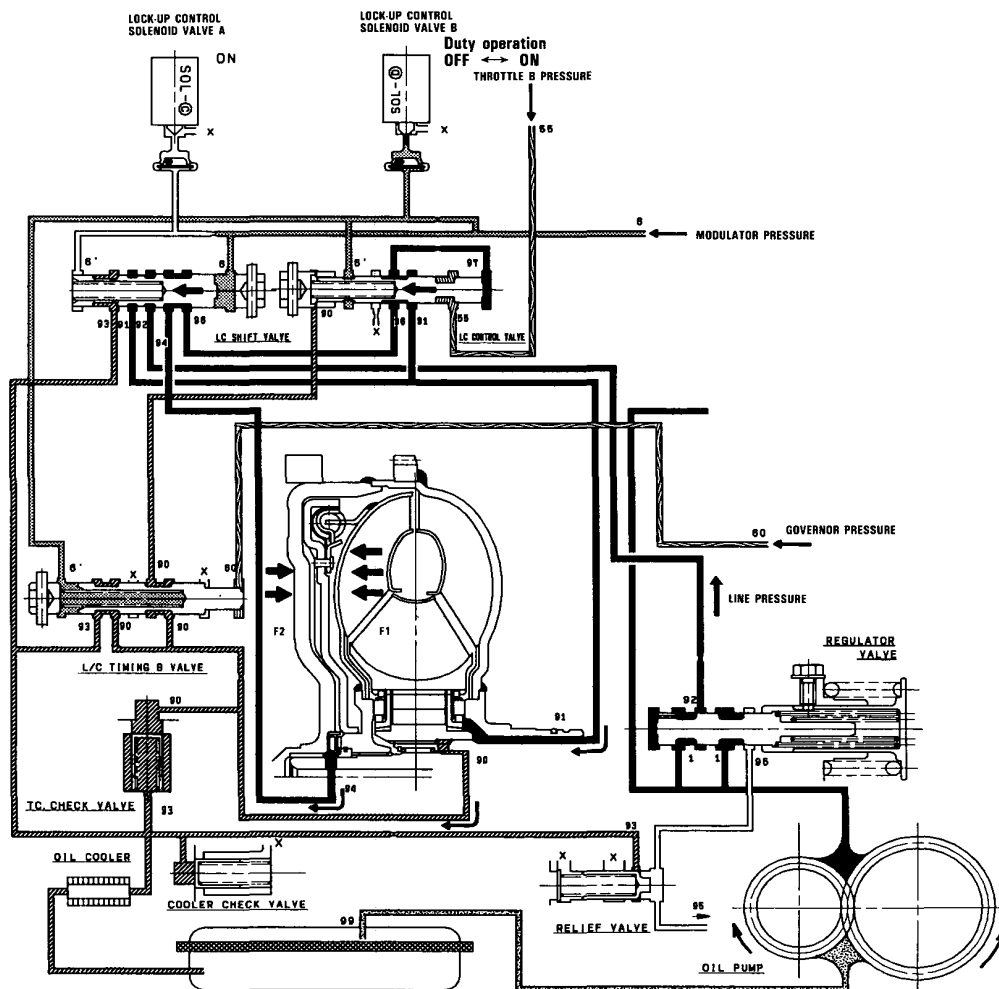 LOCK-UP CONTROL
SOLENOID VALVE A
ON
LOCK-UP CONTROL
SOLENOID VALVE B
Duty operation
OFF ↔ ON
THROTTLE B PRESSURE
SOL-C
X
X
55
6
MODULATOR PRESSURE
6'
6
6'
97
93
91
92
94
96
LC SHIFT VALVE
90
X
96
91
55
LC CONTROL VALVE
60
GOVERNOR PRESSURE
6'
X
90
X
60
93
90
90
L/C TIMING B VALVE
F2
F1
LINE PRESSURE
REGULATOR
VALVE
92
1
1
95
90
91
90
94
TC. CHECK VALVE
93
OIL COOLER
X
COOLER CHECK VALVE
93
X
X
RELIEF VALVE
95
99
OIL PUMP